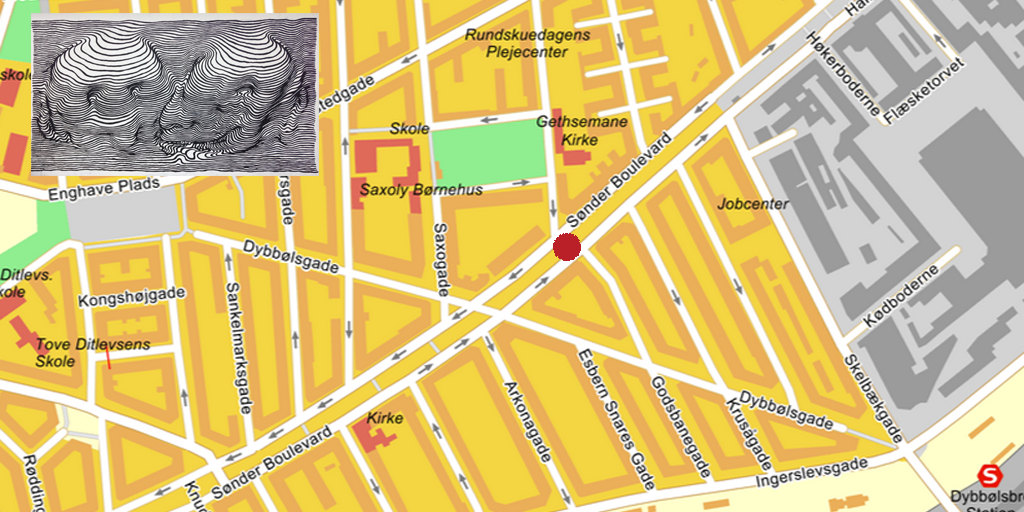 Rundskuedagens
Plejecenter
Høkerboderne
Flæsketorvet
Skole
Gethsemane
Kirke
Enghave Plads
Saxoly Børnehus
Sønder Boulevard
Jobcenter
Dybbølsgade
Saxogade
Ditlevs.
Kongshøjgade
Sankelmarksgade
Kødboderne
Tove Ditlevsens
Skole
Skelbækgade
Esbern Snares Gade
Godsbanegade
Krusågade
Dybbølsgade
Arkonagade
Kirke
Sønder Boulevard
Ingerslevsgade
S